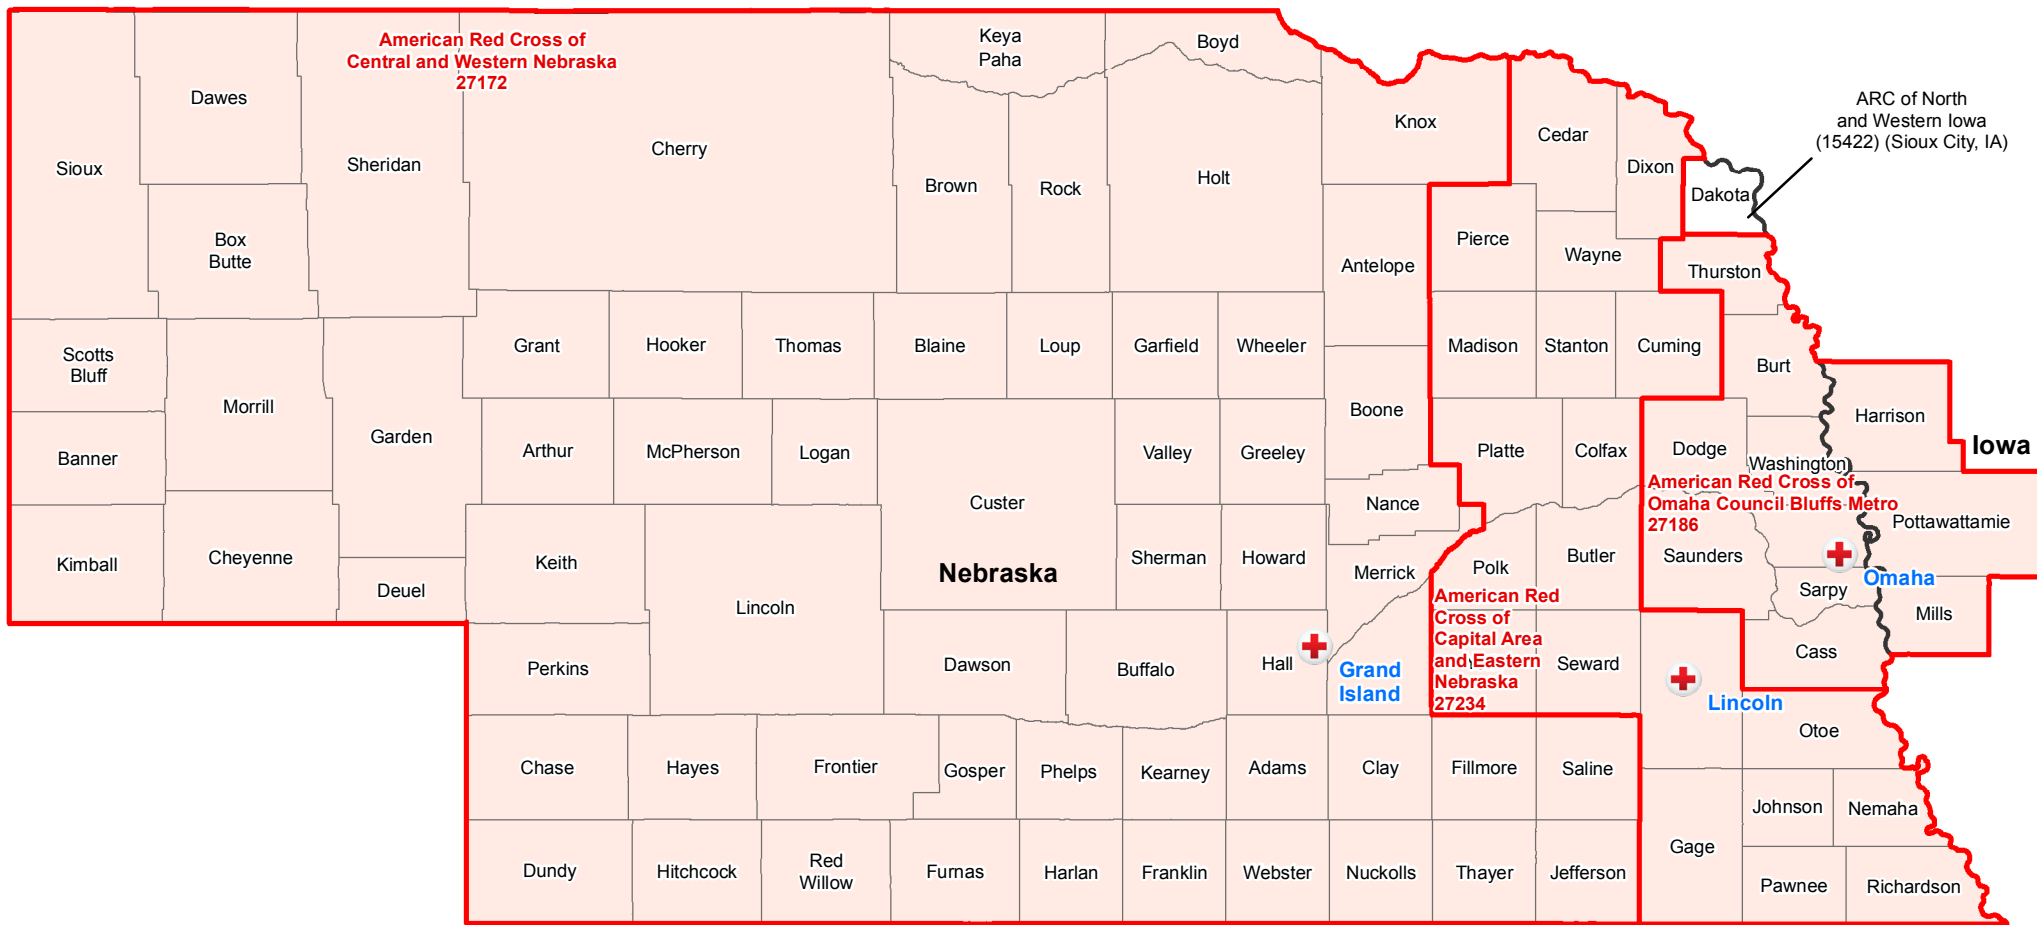 American Red Cross of
Central and Western Nebraska
27172
Keya
Paha
Boyd
ARC of North
and Western Iowa
(15422) (Sioux City, IA)
Dawes
Sioux
Sheridan
Cherry
Brown
Rock
Holt
Knox
Cedar
Dixon
Dakota
Box
Butte
Antelope
Pierce
Wayne
Thurston
Scotts
Bluff
Grant
Hooker
Thomas
Blaine
Loup
Garfield
Wheeler
Madison
Stanton
Cuming
Burt
Morrill
Garden
Boone
Harrison
Banner
Arthur
McPherson
Logan
Custer
Valley
Greeley
Platte
Colfax
Dodge
Washington
Iowa
American Red Cross of
Omaha Council Bluffs Metro
27186
Nance
Pottawattamie
Kimball
Cheyenne
Deuel
Keith
Lincoln
Nebraska
Sherman
Howard
Merrick
Polk
Butler
Saunders
Omaha
Sarpy
Mills
American Red
Cross of
Capital Area
and Eastern
Nebraska
27234
Perkins
Dawson
Buffalo
Hall
Grand
Island
Seward
Lincoln
Cass
Otoe
Chase
Hayes
Frontier
Gosper
Phelps
Kearney
Adams
Clay
Fillmore
Saline
Johnson
Nemaha
Dundy
Hitchcock
Red
Willow
Furnas
Harlan
Franklin
Webster
Nuckolls
Thayer
Jefferson
Gage
Pawnee
Richardson